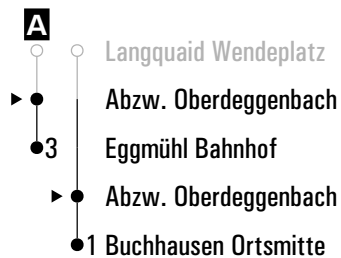 A
Langquaid Wendeplatz
Abzw. Oberdeggenbach
3 Eggmühl Bahnhof
Abzw. Oberdeggenbach
1 Buchhausen Ortsmitte